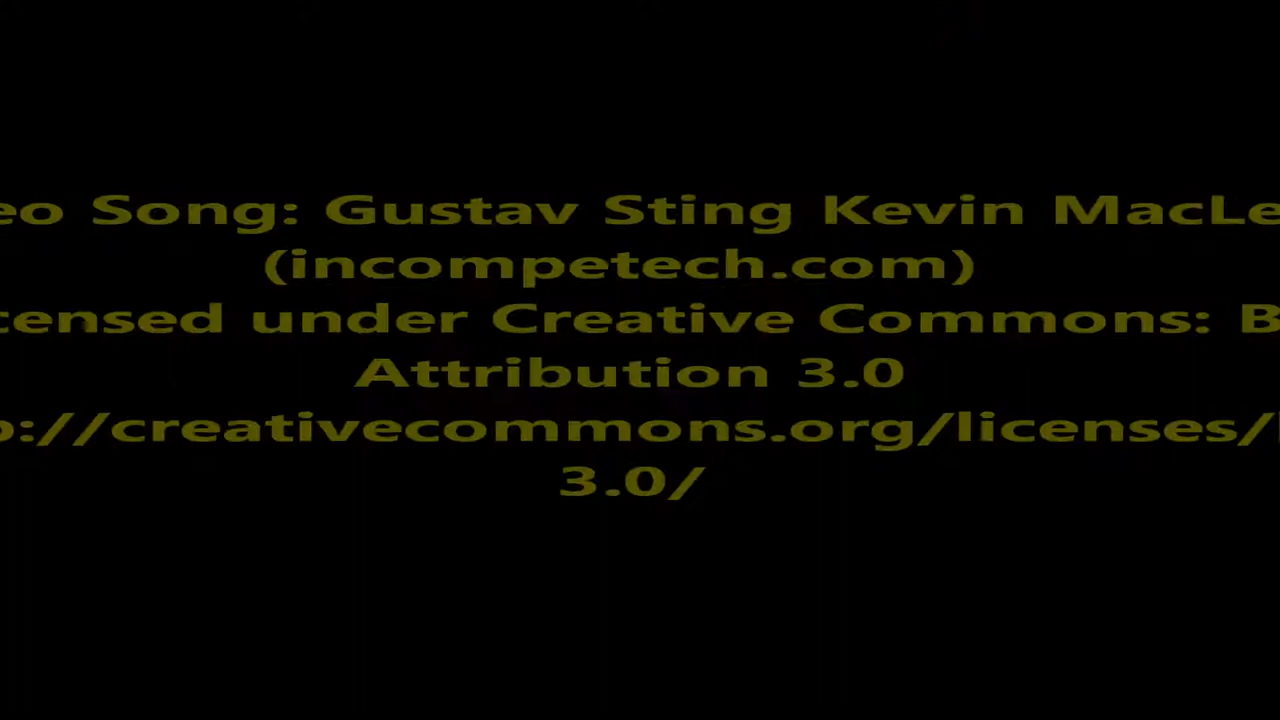 eo Song: Gustav Sting Kevin MacLe
(incompetech.com)
censed under Creative Commons: B
Attribution 3.0
p://creativecommons.org/licenses/
3.0/